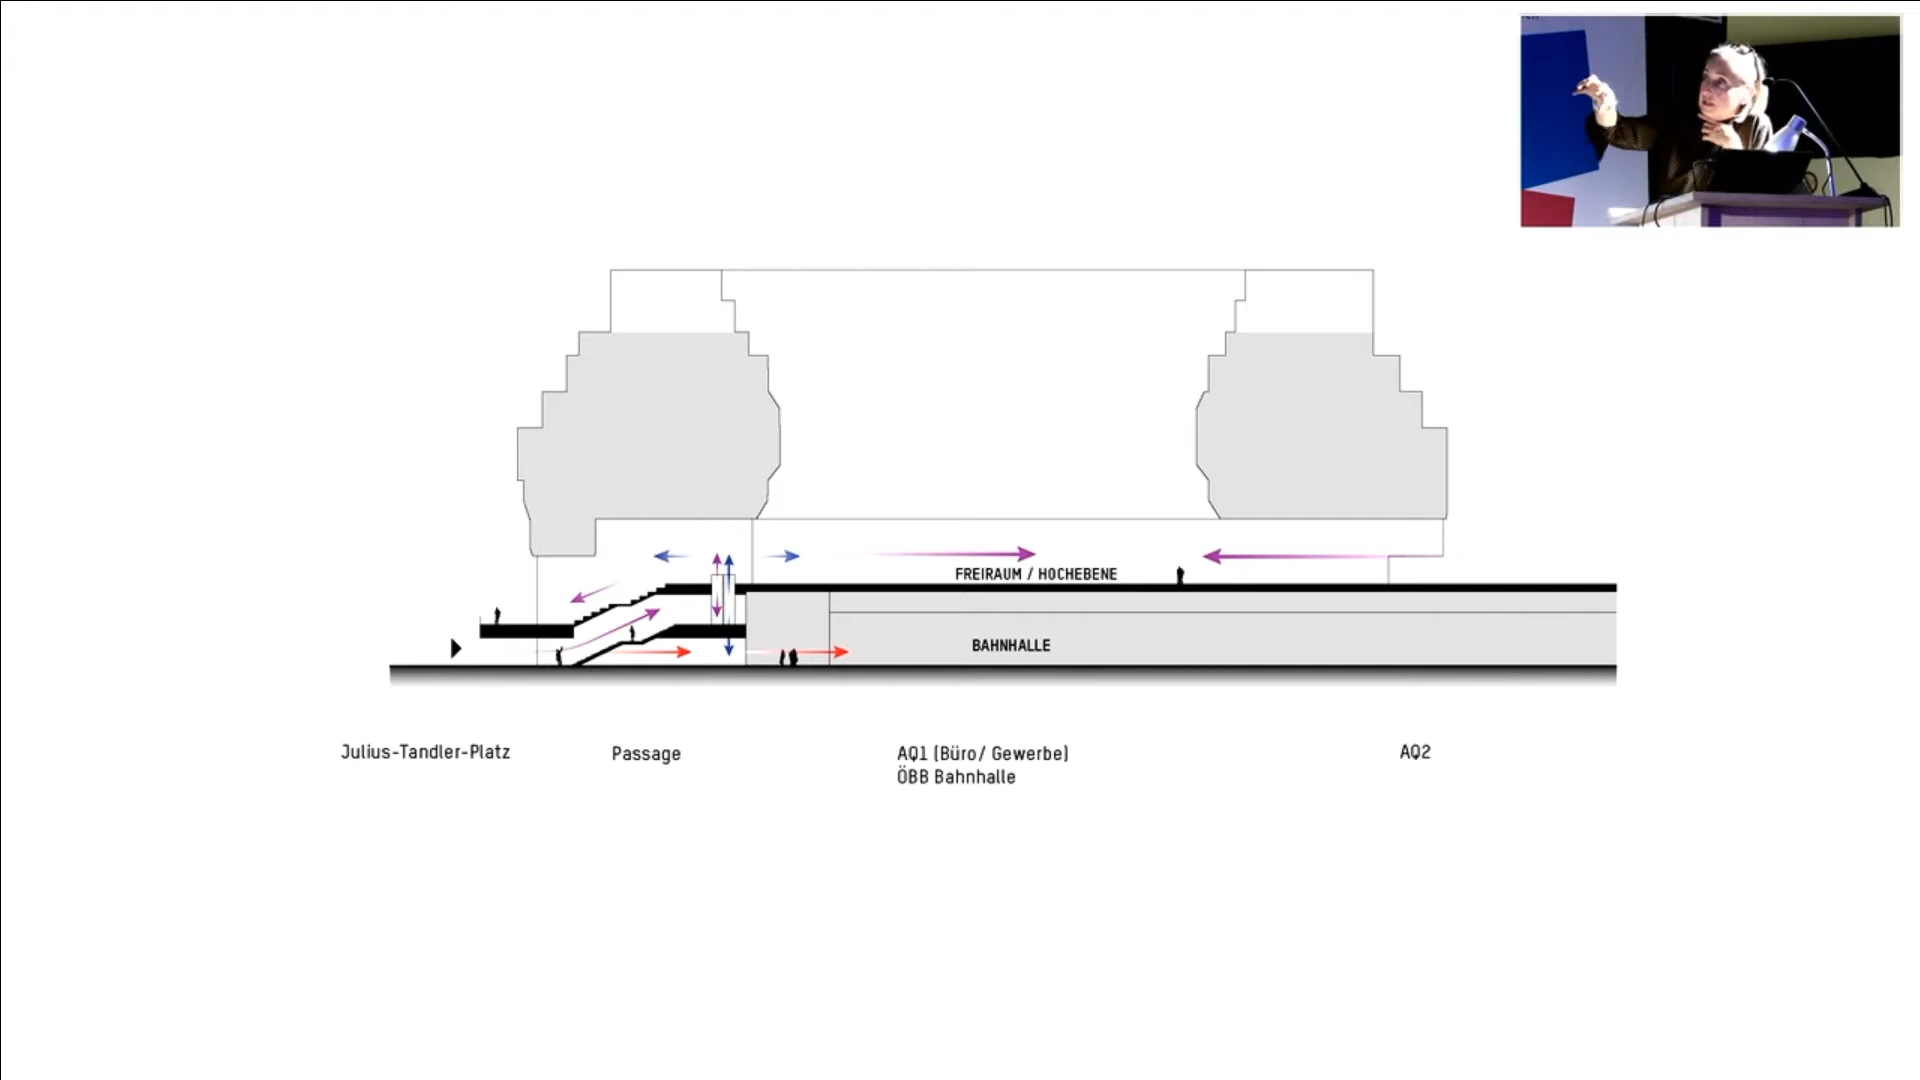 FREIRAUM / HOCHEBENE
BAHNHALLE
Julius-Tandler-Platz
Passage
AQ1 (Büro/ Gewerbe)
ÖBB Bahnhalle
AQ2